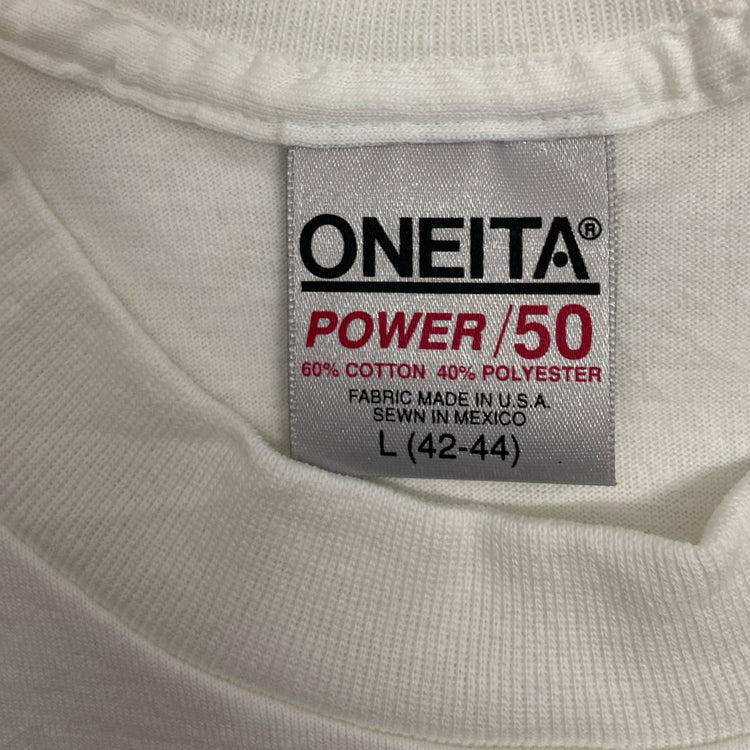 ONEITA®
POWER/50
60% COTTON 40% POLYESTER
FABRIC MADE IN U.S.A.
SEWN IN MEXICO
L (42-44)